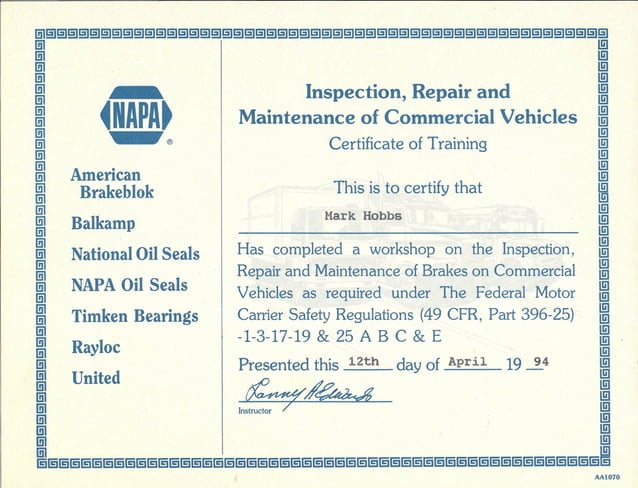 NAPA
®
American
Brakeblok
Balkamp
National Oil Seals
NAPA Oil Seals
Timken Bearings
Rayloc
United
Inspection, Repair and
Maintenance of Commercial Vehicles
Certificate of Training
This is to certify that
Mark Hobbs
Has completed a workshop on the Inspection,
Repair and Maintenance of Brakes on Commercial
Vehicles as required under The Federal Motor
Carrier Safety Regulations (49 CFR, Part 396-25)
-1-3-17-19 & 25 A B C & E
Presented this 12th day of April 19 94
Lanny A Edwards
Instructor
AA1070